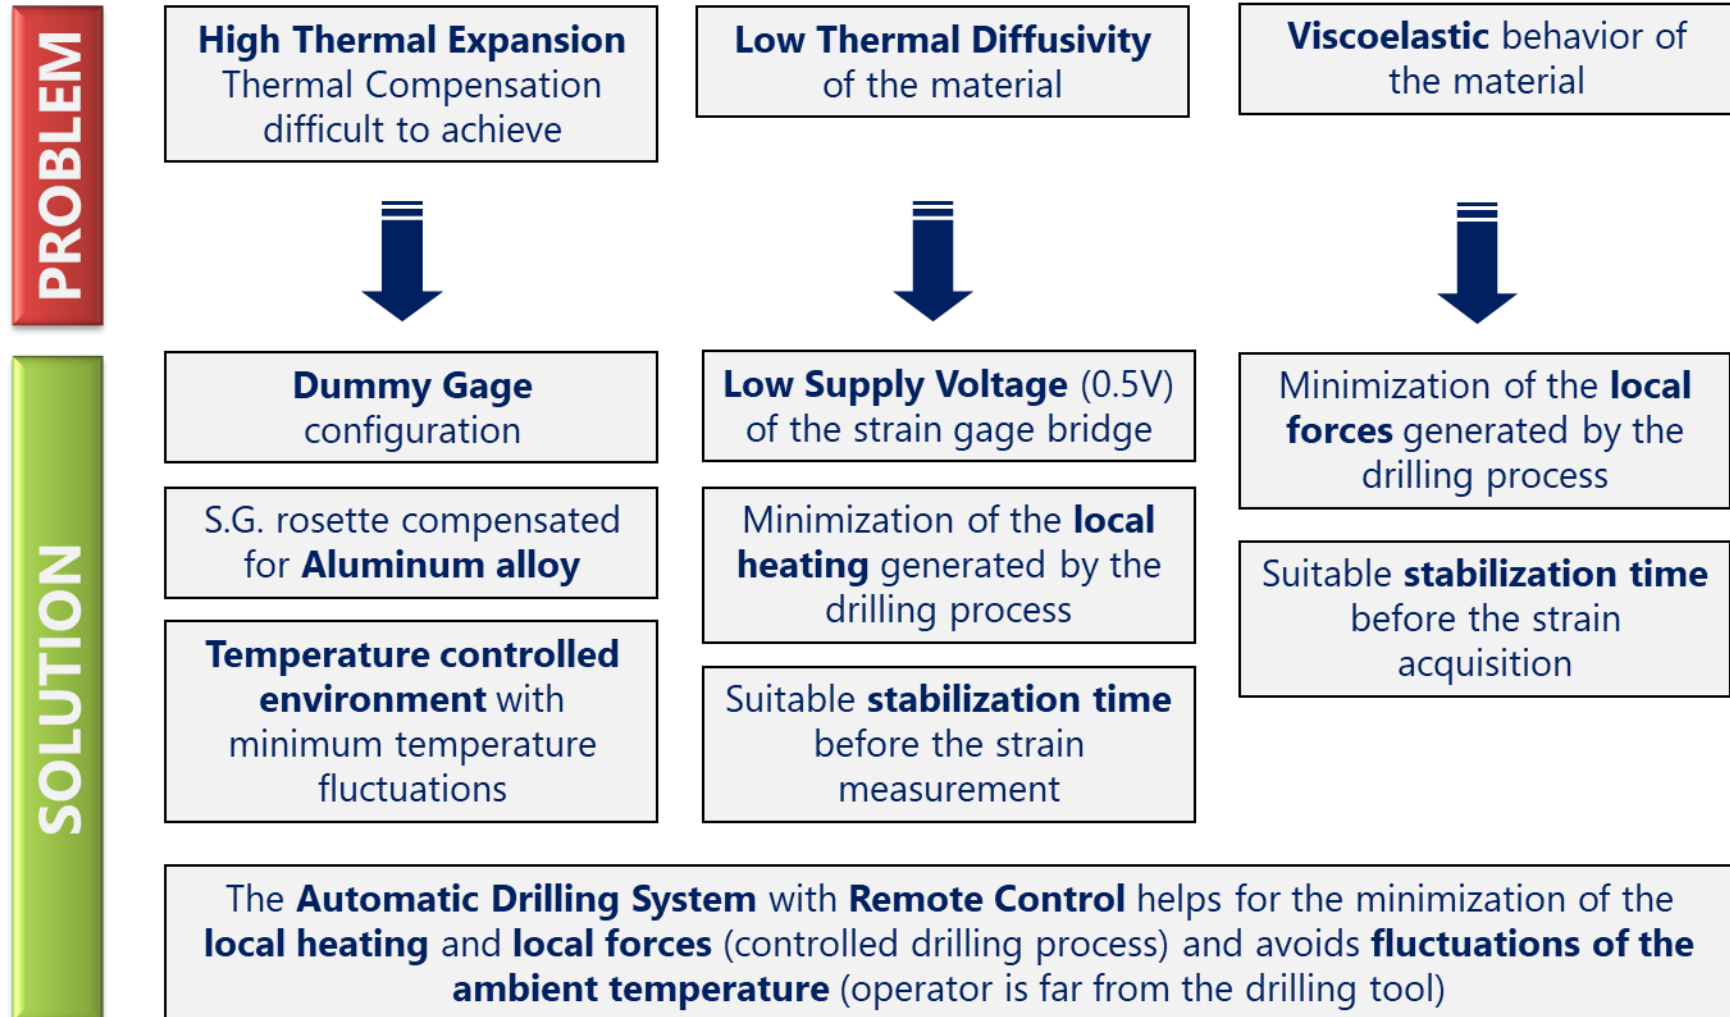 PROBLEM
High Thermal Expansion
Thermal Compensation
difficult to achieve
Low Thermal Diffusivity
of the material
Viscoelastic behavior of
the material
SOLUTION
Dummy Gage
configuration
S.G. rosette compensated
for Aluminum alloy
Temperature controlled
environment with
minimum temperature
fluctuations
Low Supply Voltage (0.5V)
of the strain gage bridge
Minimization of the local
heating generated by the
drilling process
Suitable stabilization time
before the strain
measurement
Minimization of the local
forces generated by the
drilling process
Suitable stabilization time
before the strain
acquisition
The Automatic Drilling System with Remote Control helps for the minimization of the
local heating and local forces (controlled drilling process) and avoids fluctuations of the
ambient temperature (operator is far from the drilling tool)